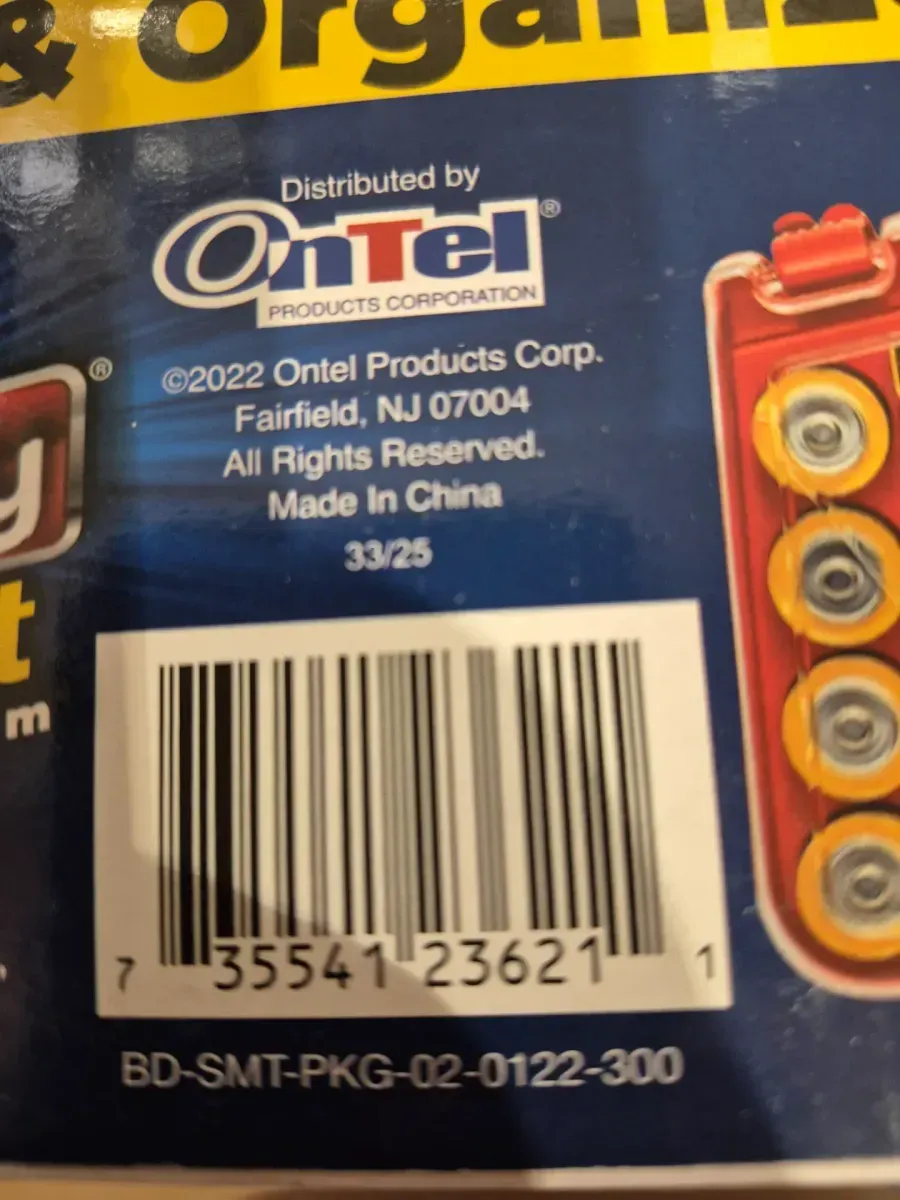 & Organiz
Distributed by
OnTel®
PRODUCTS CORPORATION
©2022 Ontel Products Corp.
Fairfield, NJ 07004
All Rights Reserved.
Made In China
33/25
®
y
t
m
7 35541 23621 1
BD-SMT-PKG-02-0122-300